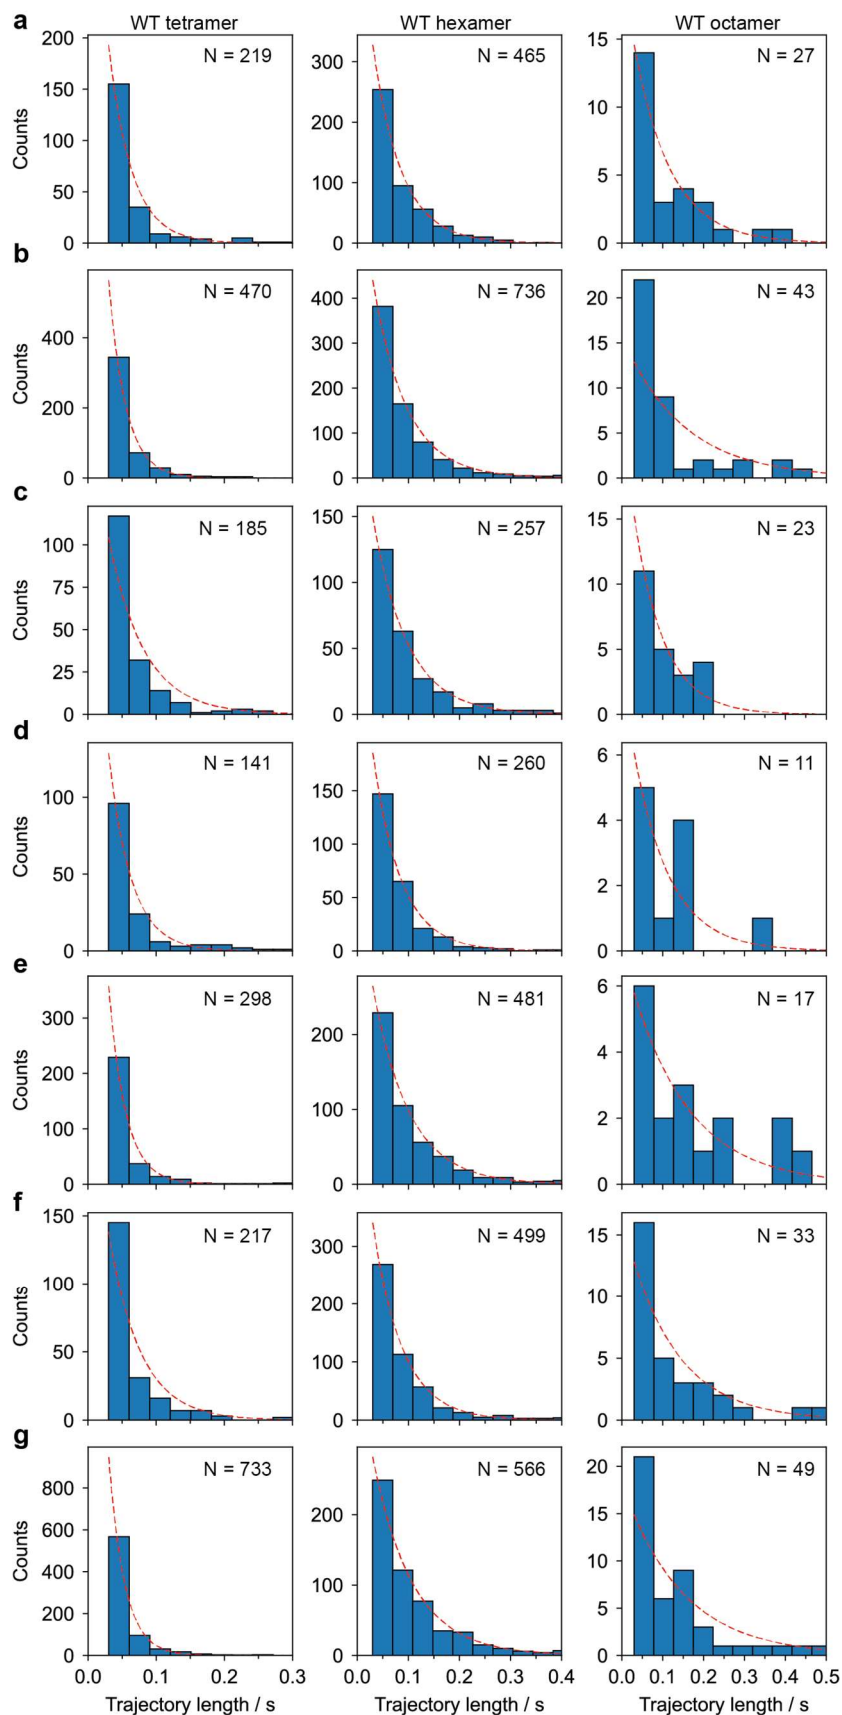 a WT tetramer WT hexamer WT octamer
200 300 15
N = 219 N = 465 N = 27
150 200 10
Counts
100 100 5
50
0 0 0
b
N = 470 N = 736 N = 43
400 400 20
300 15
Counts
200 200 10
100 5
0 0 0
c
N = 185 N = 257 N = 23
100 150 15
75 100 10
Counts
50 50 5
25
0 0 0
d
N = 141 N = 260 N = 11
100 150 6
100 4
Counts
50 50 2
0 0 0
e
N = 298 N = 481 N = 17
300 200 6
200 4
Counts
100 100 2
0 0 0
f
N = 217 N = 499 N = 33
150 300 15
100 200 10
Counts
50 100 5
0 0 0
g
N = 733 N = 566 N = 49
800 200 20
600 15
Counts
400 100 10
200 5
0 0 0
0.0 0.1 0.2 0.3 0.0 0.1 0.2 0.3 0.4 0.0 0.1 0.2 0.3 0.4 0.5
Trajectory length / s Trajectory length / s Trajectory length / s